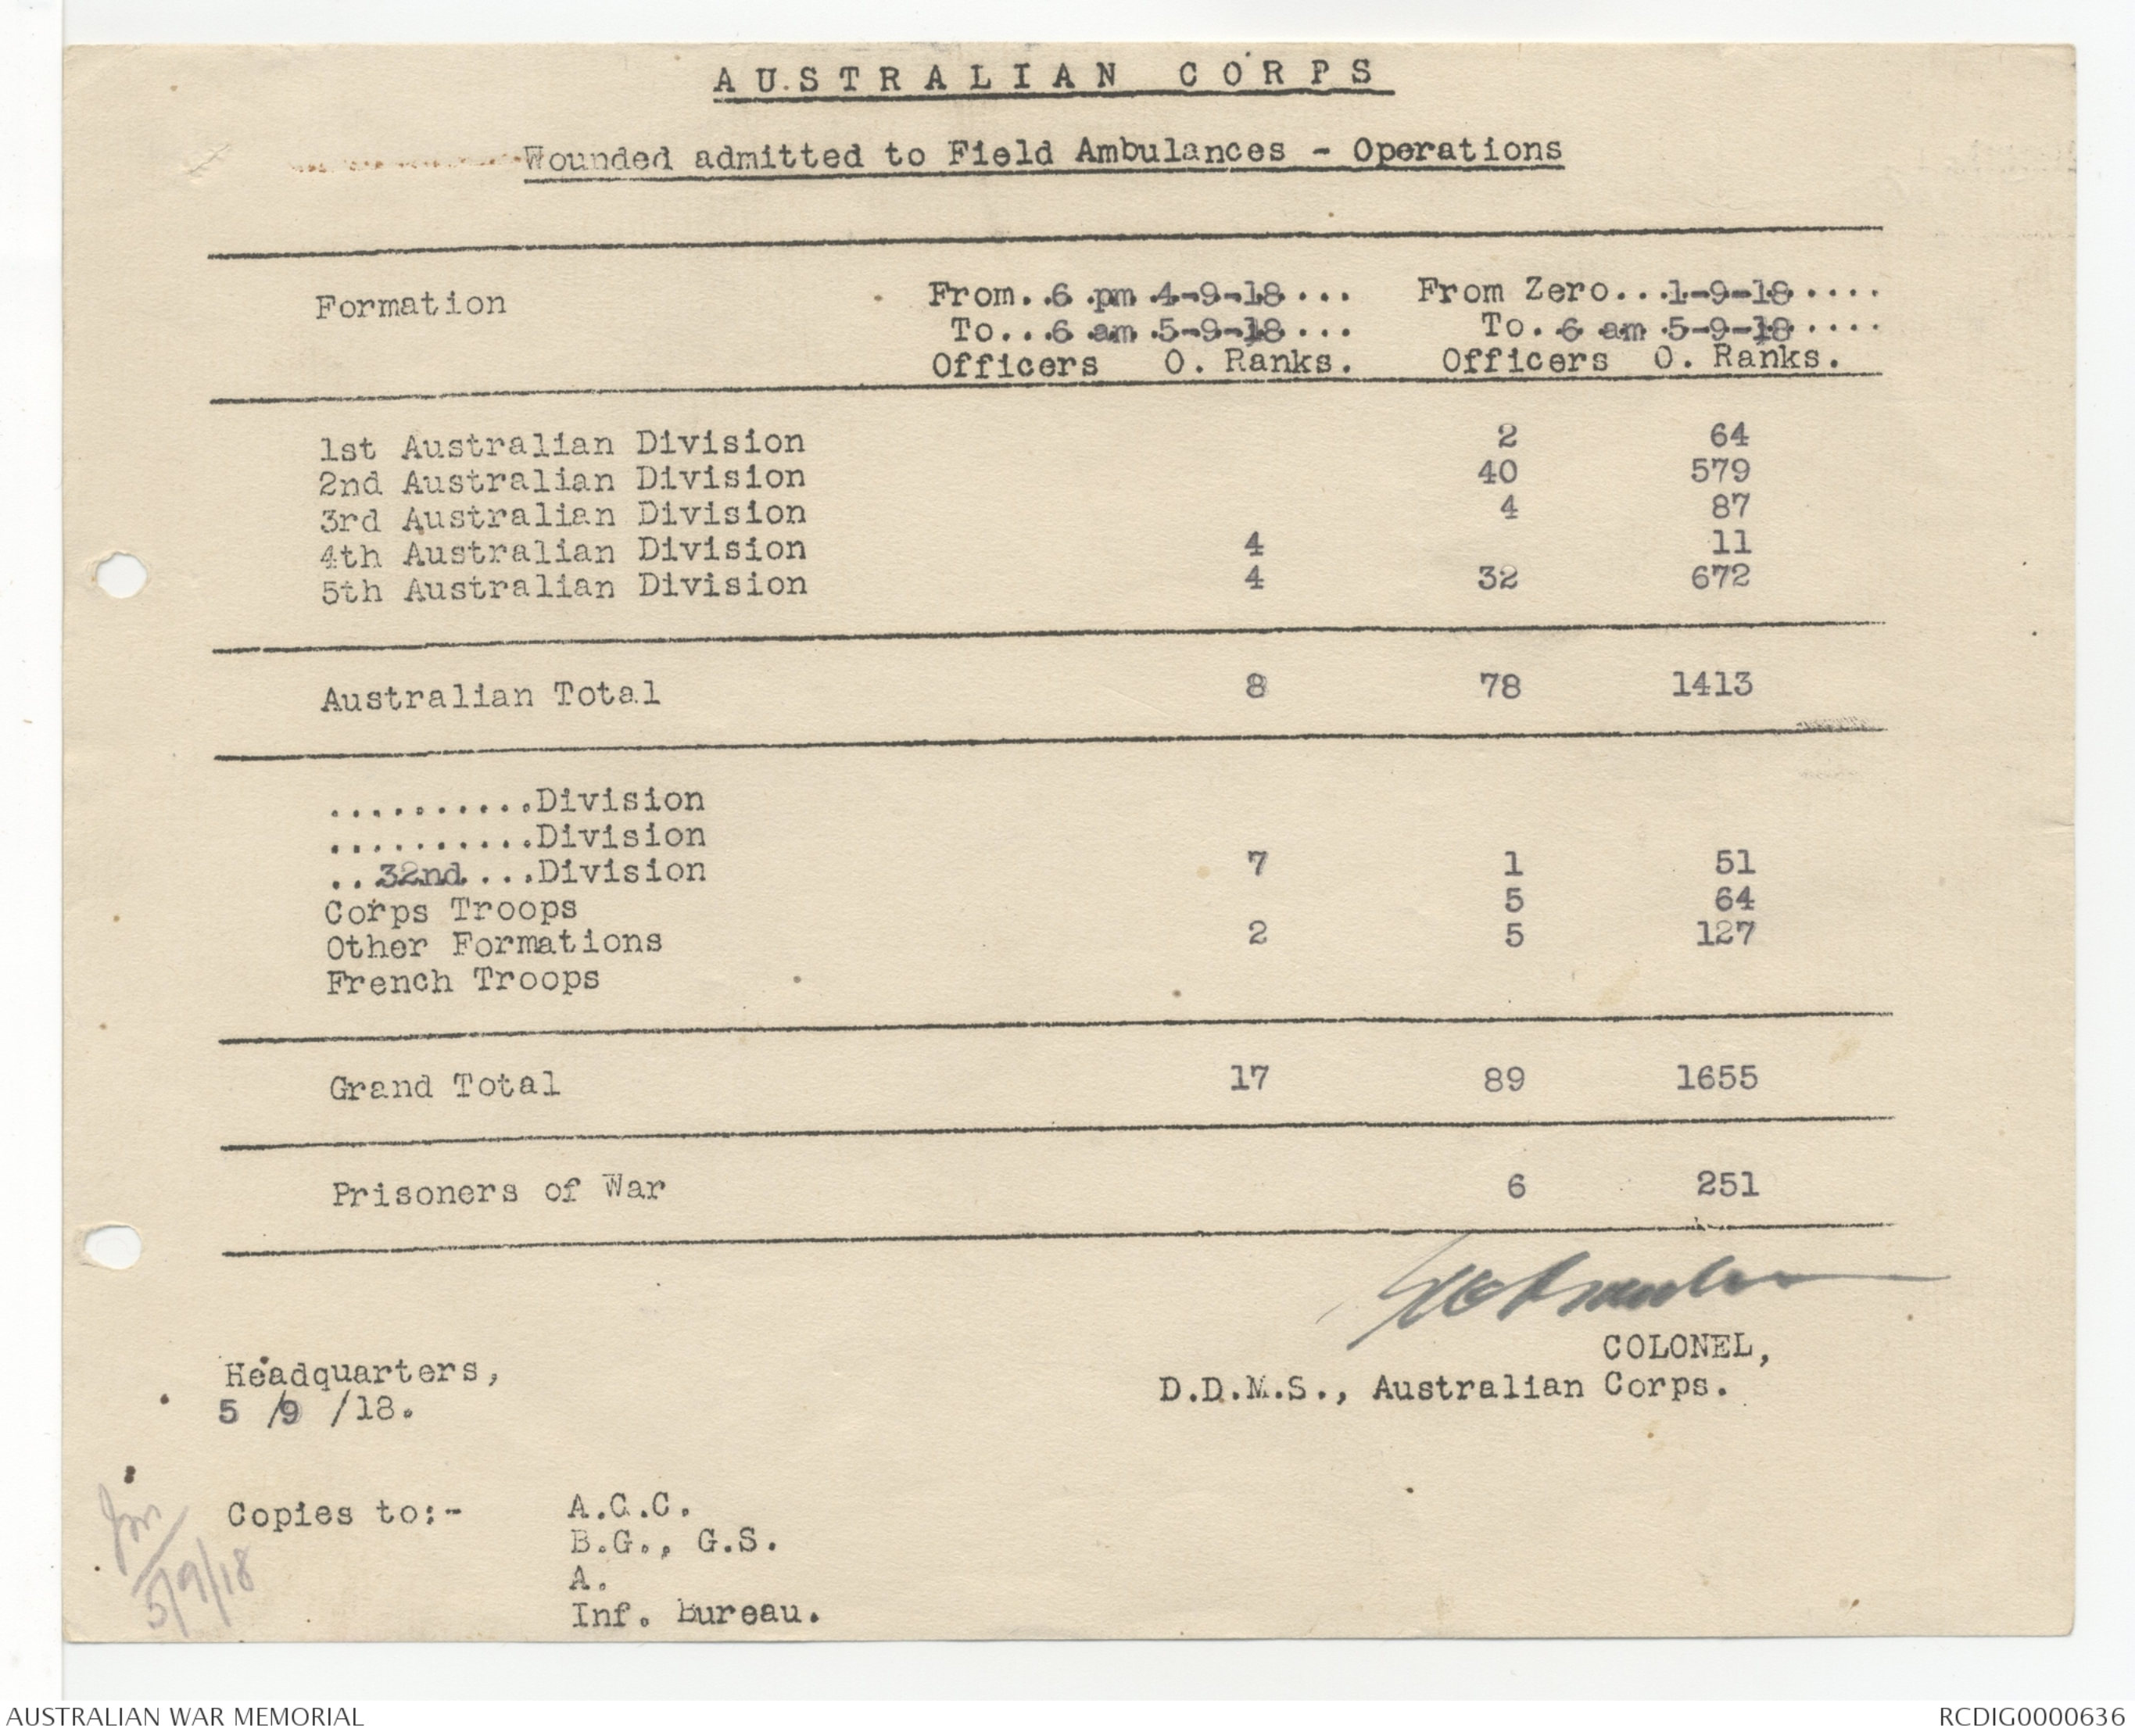 AUSTRALIAN CORPS
Wounded admitted to Field Ambulances - Operations
Formation From..6 pm 4-9-18... From Zero...1-9-18....
To...6 am 5-9-18... To. 6 am 5-9-18....
Officers O. Ranks. Officers O. Ranks.
1st Australian Division 2 64
2nd Australian Division 40 579
3rd Australian Division 4 87
4th Australian Division 4 11
5th Australian Division 4 32 672
Australian Total 8 78 1413
..........Division
..........Division
..32nd...Division 7 1 51
Corps Troops 5 64
Other Formations 2 5 127
French Troops
Grand Total 17 89 1655
Prisoners of War 6 251
COLONEL,
D.D.M.S., Australian Corps.
Headquarters,
5 /9 /18.
Copies to:- A.C.C.
B.G., G.S.
A.
Inf. Bureau.
5/9/18
AUSTRALIAN WAR MEMORIAL RCDIG0000636